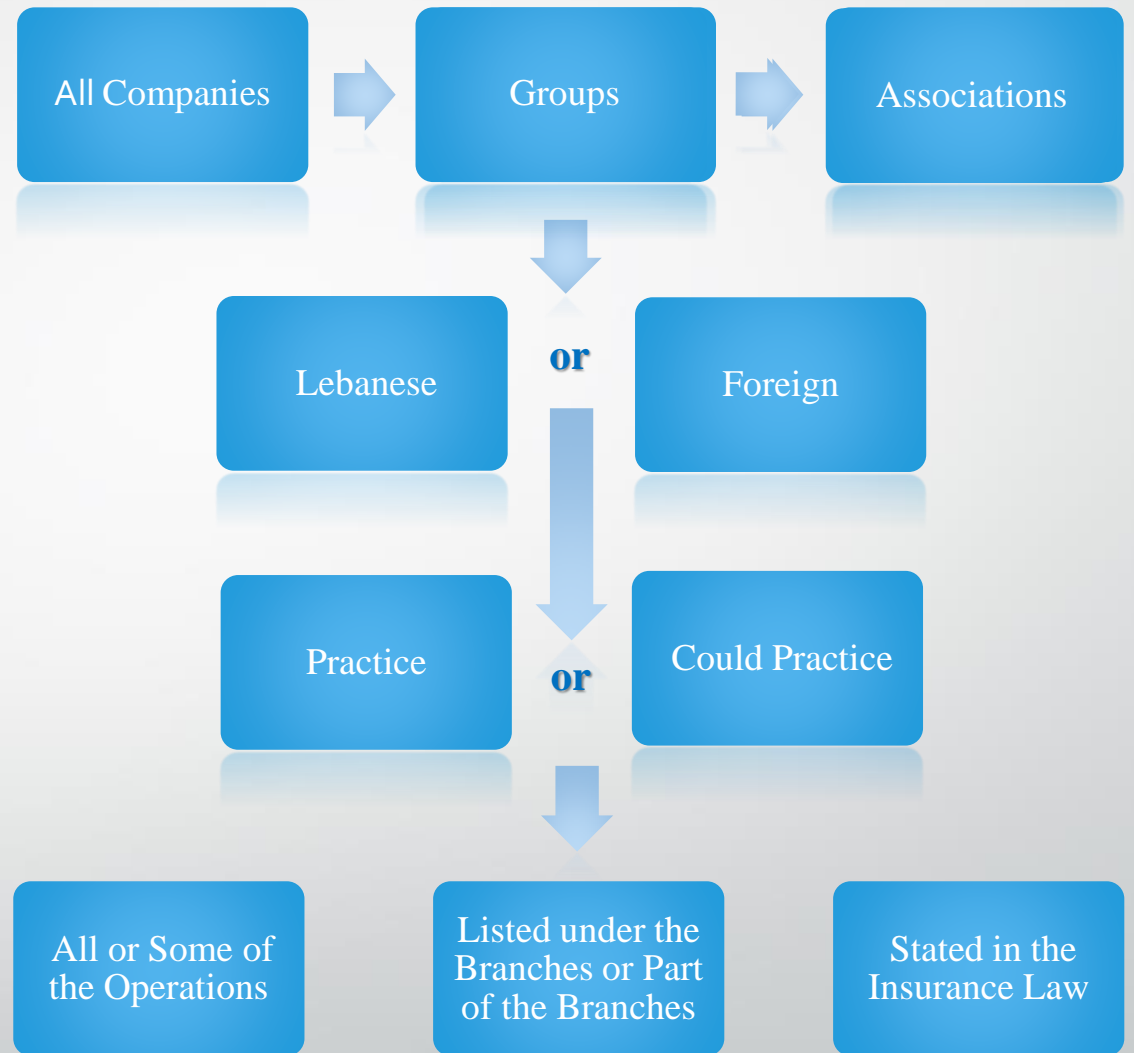 All Companies
Groups
Associations
Lebanese
or
Foreign
Practice
or
Could Practice
All or Some of
the Operations
Listed under the
Branches or Part
of the Branches
Stated in the
Insurance Law